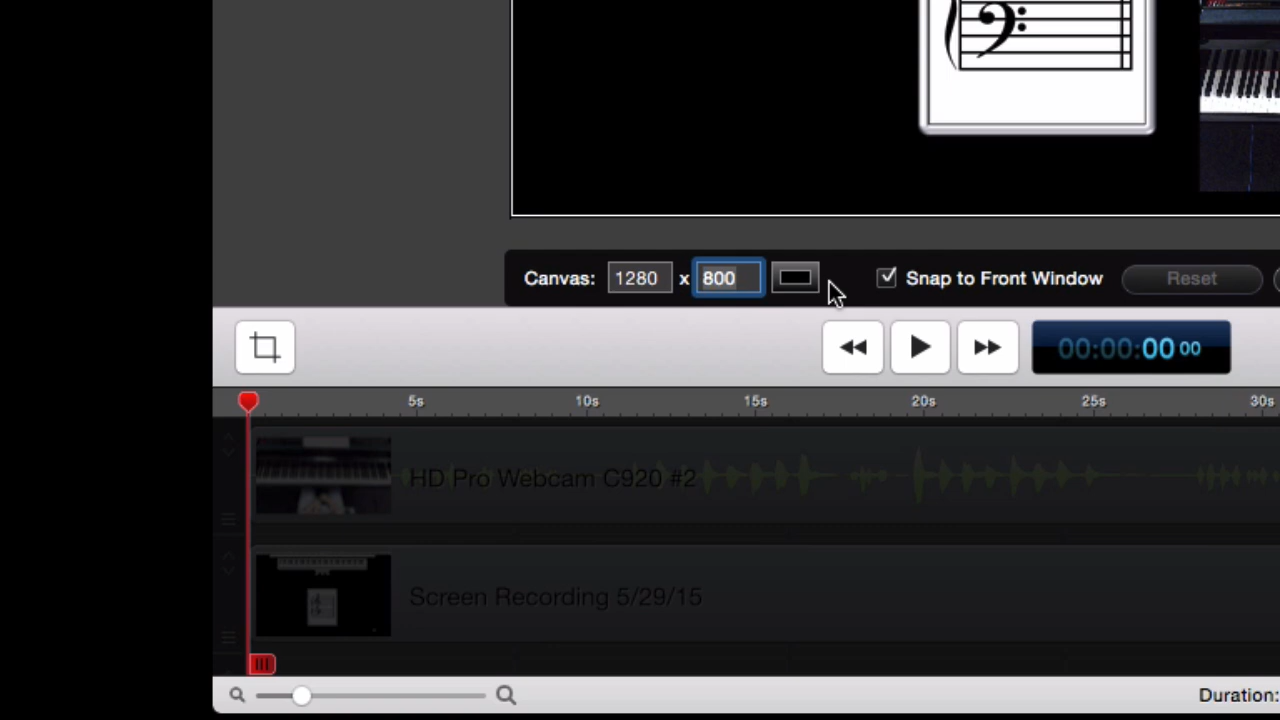 Canvas: 1280 x 800 Snap to Front Window Reset
00:00:00 00
5s 10s 15s 20s 25s 30s
HD Pro Webcam C920 #2
Screen Recording 5/29/15
Duration: